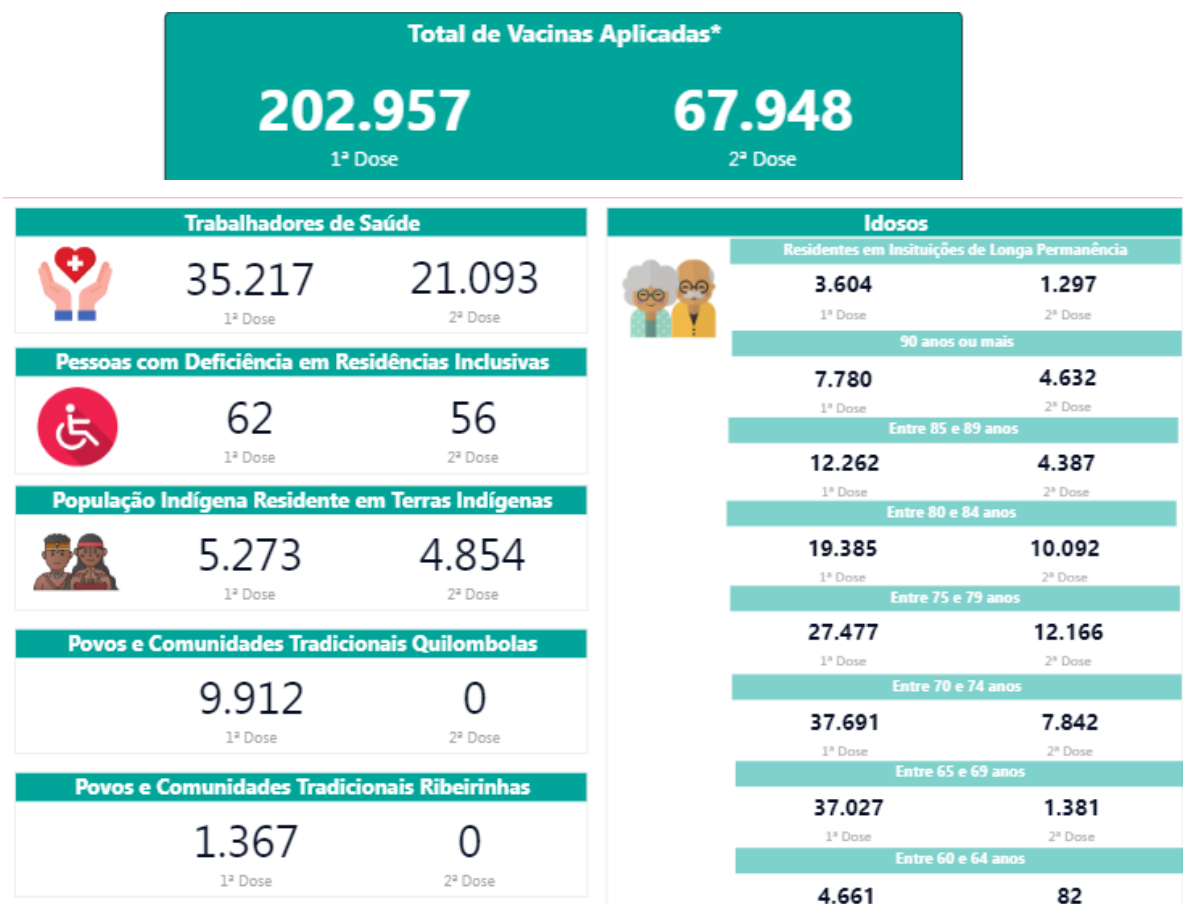 Total de Vacinas Aplicadas*
202.957 67.948
1ª Dose 2ª Dose
Trabalhadores de Saúde
35.217 21.093
1ª Dose 2ª Dose
Pessoas com Deficiência em Residências Inclusivas
62 56
1ª Dose 2ª Dose
População Indígena Residente em Terras Indígenas
5.273 4.854
1ª Dose 2ª Dose
Povos e Comunidades Tradicionais Quilombolas
9.912 0
1ª Dose 2ª Dose
Povos e Comunidades Tradicionais Ribeirinhas
1.367 0
1ª Dose 2ª Dose
Idosos
Residentes em Insituições de Longa Permanência
3.604 1.297
1ª Dose 2ª Dose
90 anos ou mais
7.780 4.632
1ª Dose 2ª Dose
Entre 85 e 89 anos
12.262 4.387
1ª Dose 2ª Dose
Entre 80 e 84 anos
19.385 10.092
1ª Dose 2ª Dose
Entre 75 e 79 anos
27.477 12.166
1ª Dose 2ª Dose
Entre 70 e 74 anos
37.691 7.842
1ª Dose 2ª Dose
Entre 65 e 69 anos
37.027 1.381
1ª Dose 2ª Dose
Entre 60 e 64 anos
4.661 82